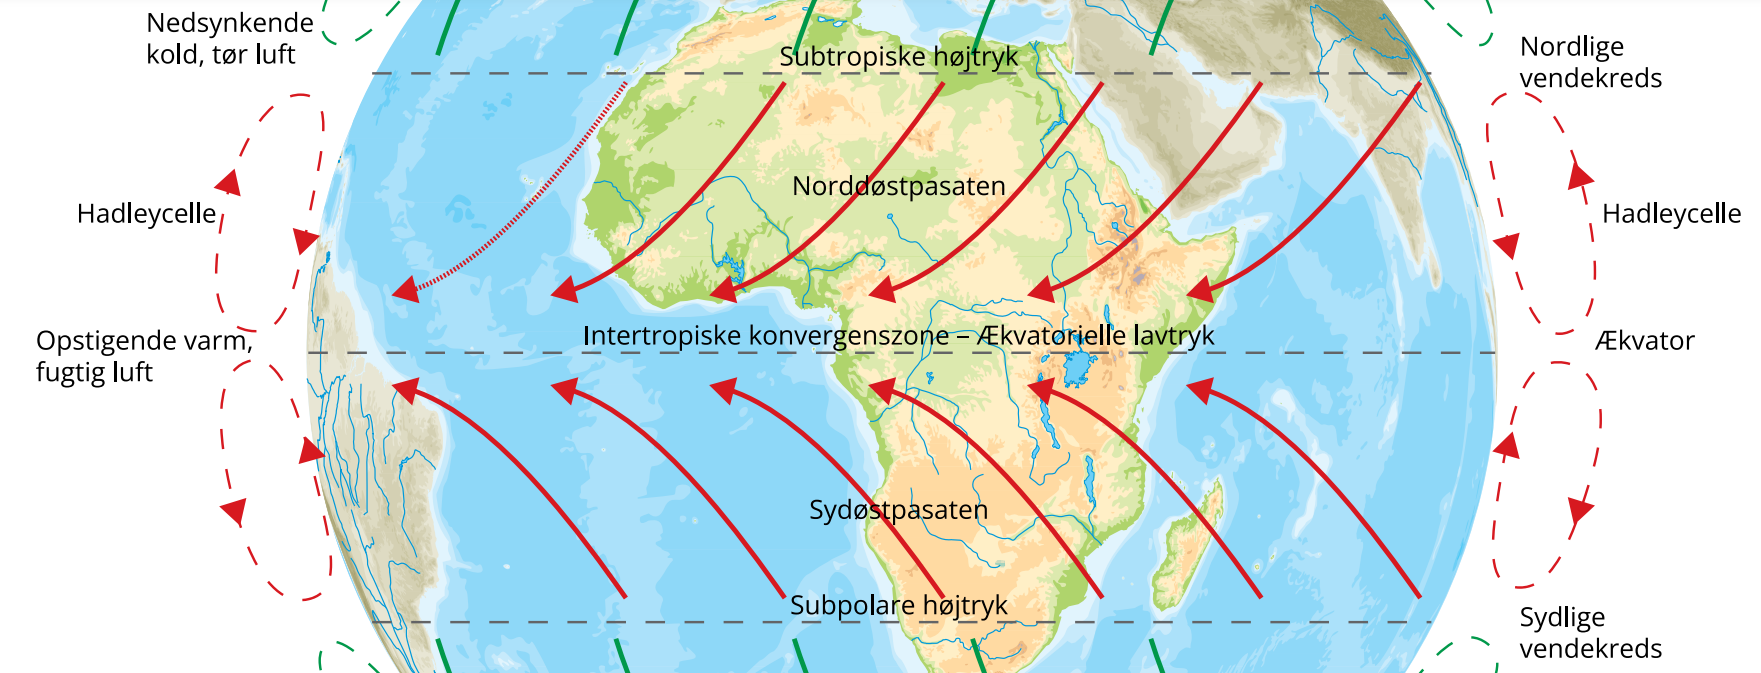 Nedsynkende
kold, tør luft
Subtropiske højtryk
Nordlige
vendekreds
Norddøstpasaten
Hadleycelle
Hadleycelle
Intertropiske konvergenszone – Ækvatorielle lavtryk
Opstigende varm,
fugtig luft
Ækvator
Sydøstpasaten
Subpolare højtryk
Sydlige
vendekreds